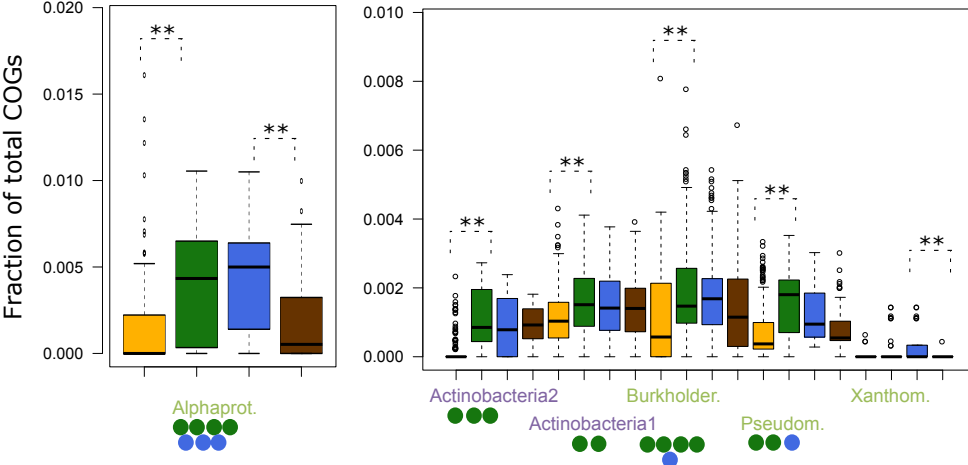 Fraction of total COGs
0.020
0.015
0.010
0.005
0.000
**
**
Alphaprot.
0.010
0.008
0.006
0.004
0.002
0.000
**
**
**
**
**
Actinobacteria2
Burkholder.
Xanthom.
Actinobacteria1
Pseudom.